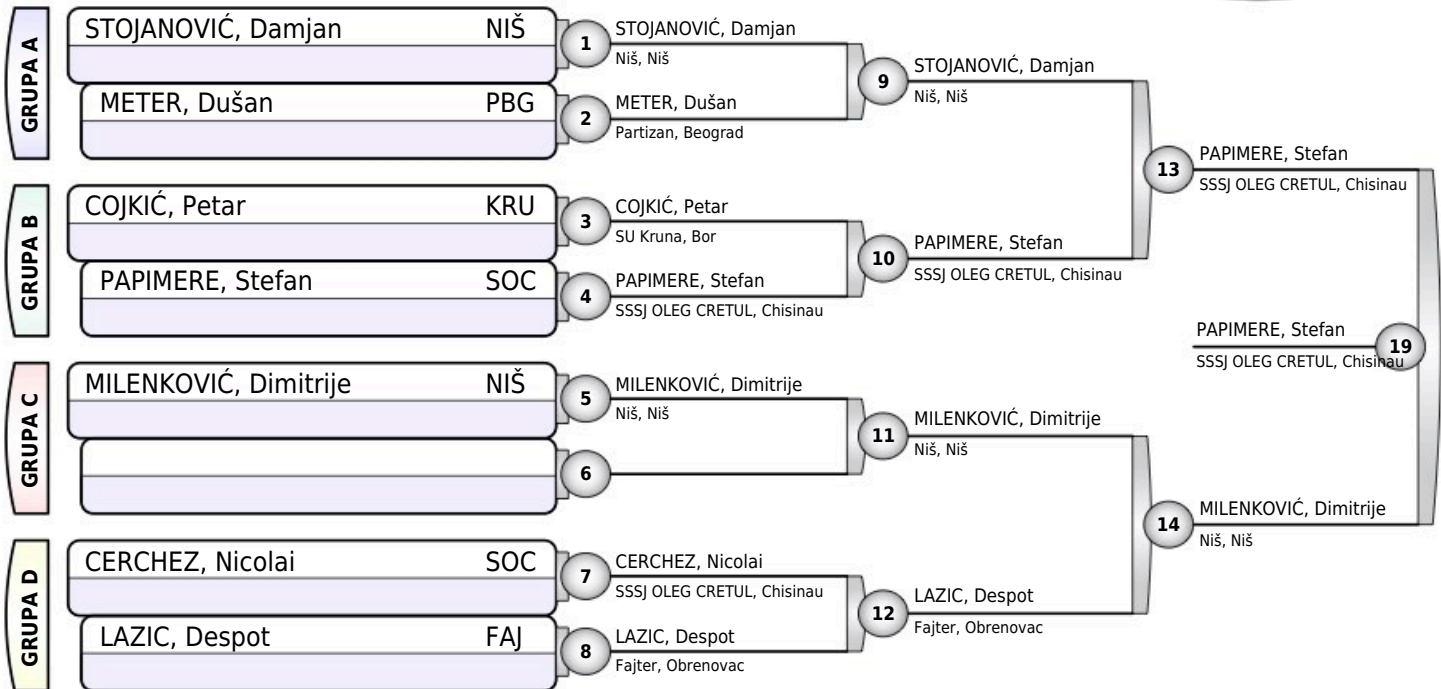 GRUPA A
STOJANOVIĆ, Damjan NIŠ
METER, Dušan PBG
GRUPA B
COJKIĆ, Petar KRU
PAPIMERE, Stefan SOC
GRUPA C
MILENKOVIĆ, Dimitrije NIŠ
GRUPA D
CERCHEZ, Nicolai SOC
LAZIC, Despot FAJ
1
STOJANOVIĆ, Damjan
Niš, Niš
2
METER, Dušan
Partizan, Beograd
3
COJKIĆ, Petar
SU Kruna, Bor
4
PAPIMERE, Stefan
SSSJ OLEG CRETUL, Chisinau
5
MILENKOVIĆ, Dimitrije
Niš, Niš
6
7
CERCHEZ, Nicolai
SSSJ OLEG CRETUL, Chisinau
8
LAZIC, Despot
Fajter, Obrenovac
9
STOJANOVIĆ, Damjan
Niš, Niš
10
PAPIMERE, Stefan
SSSJ OLEG CRETUL, Chisinau
11
MILENKOVIĆ, Dimitrije
Niš, Niš
12
LAZIC, Despot
Fajter, Obrenovac
13
PAPIMERE, Stefan
SSSJ OLEG CRETUL, Chisinau
14
MILENKOVIĆ, Dimitrije
Niš, Niš
PAPIMERE, Stefan
SSSJ OLEG CRETUL, Chisinau
19